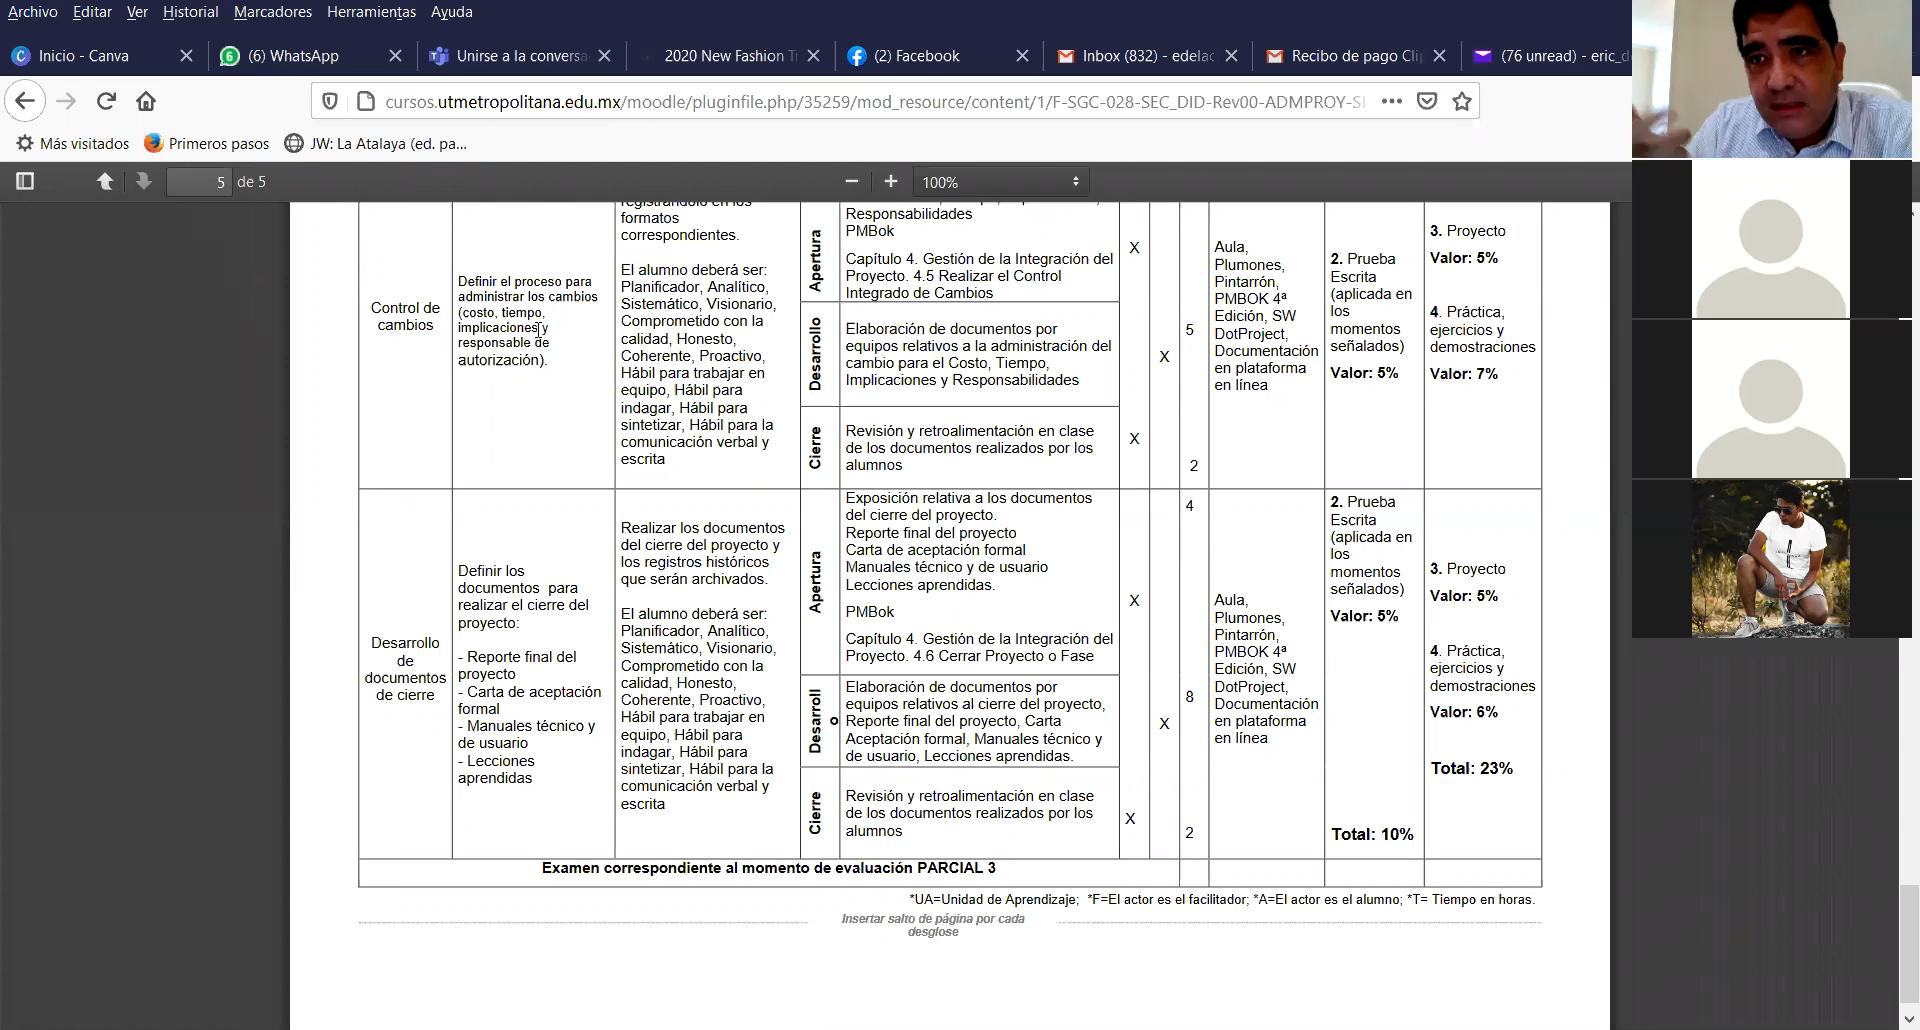 Archivo Editar Ver Historial Marcadores Herramientas Ayuda
Inicio - Canva
(6) WhatsApp
Unirse a la conversa
2020 New Fashion T
(2) Facebook
Inbox (832) - edelac
Recibo de pago Cli
(76 unread) - eric_d
cursos.utmetropolitana.edu.mx/moodle/pluginfile.php/35259/mod_resource/content/1/F-SGC-028-SEC_DID-Rev00-ADMPROY-SI
Más visitados
Primeros pasos
JW: La Atalaya (ed. pa...
5 de 5
100%
Control de
cambios
Definir el proceso para
administrar los cambios
(costo, tiempo,
implicaciones y
responsable de
autorización).
registrándolo en los
formatos
correspondientes.
El alumno deberá ser:
Planificador, Analítico,
Sistemático, Visionario,
Comprometido con la
calidad, Honesto,
Coherente, Proactivo,
Hábil para trabajar en
equipo, Hábil para
indagar, Hábil para
sintetizar, Hábil para la
comunicación verbal y
escrita
Apertura
Responsabilidades
PMBok
Capítulo 4. Gestión de la Integración del
Proyecto. 4.5 Realizar el Control
Integrado de Cambios
X
Desarrollo
Elaboración de documentos por
equipos relativos a la administración del
cambio para el Costo, Tiempo,
Implicaciones y Responsabilidades
X
5
Cierre
Revisión y retroalimentación en clase
de los documentos realizados por los
alumnos
X
2
Aula,
Plumones,
Pintarrón,
PMBOK 4ª
Edición, SW
DotProject,
Documentación
en plataforma
en línea
2. Prueba
Escrita
(aplicada en
los
momentos
señalados)
Valor: 5%
3. Proyecto
Valor: 5%
4. Práctica,
ejercicios y
demostraciones
Valor: 7%
Desarrollo
de
documentos
de cierre
Definir los
documentos para
realizar el cierre del
proyecto:
- Reporte final del
proyecto
- Carta de aceptación
formal
- Manuales técnico y
de usuario
- Lecciones
aprendidas
Realizar los documentos
del cierre del proyecto y
los registros históricos
que serán archivados.
El alumno deberá ser:
Planificador, Analítico,
Sistemático, Visionario,
Comprometido con la
calidad, Honesto,
Coherente, Proactivo,
Hábil para trabajar en
equipo, Hábil para
indagar, Hábil para
sintetizar, Hábil para la
comunicación verbal y
escrita
Apertura
Exposición relativa a los documentos
del cierre del proyecto.
Reporte final del proyecto
Carta de aceptación formal
Manuales técnico y de usuario
Lecciones aprendidas.
PMBok
Capítulo 4. Gestión de la Integración del
Proyecto. 4.6 Cerrar Proyecto o Fase
X
4
Desarroll
o
Elaboración de documentos por
equipos relativos al cierre del proyecto,
Reporte final del proyecto, Carta
Aceptación formal, Manuales técnico y
de usuario, Lecciones aprendidas.
X
8
Cierre
Revisión y retroalimentación en clase
de los documentos realizados por los
alumnos
X
2
Aula,
Plumones,
Pintarrón,
PMBOK 4ª
Edición, SW
DotProject,
Documentación
en plataforma
en línea
2. Prueba
Escrita
(aplicada en
los
momentos
señalados)
Valor: 5%
Total: 10%
3. Proyecto
Valor: 5%
4. Práctica,
ejercicios y
demostraciones
Valor: 6%
Total: 23%
Examen correspondiente al momento de evaluación PARCIAL 3
*UA=Unidad de Aprendizaje; *F=El actor es el facilitador; *A=El actor es el alumno; *T= Tiempo en horas.
Insertar salto de página por cada
desglose